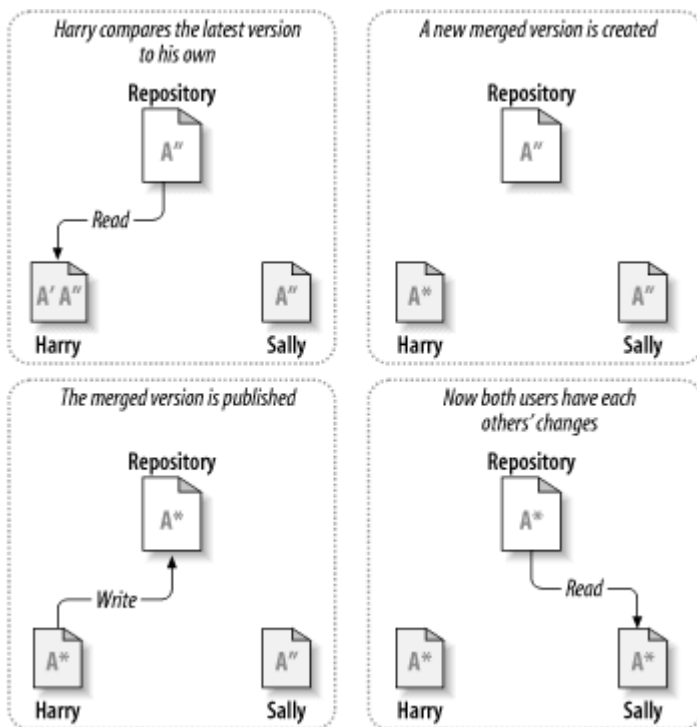 Harry compares the latest version
to his own
Repository
A″
Read
A′ A″
Harry
A″
Sally
A new merged version is created
Repository
A″
A*
Harry
A″
Sally
The merged version is published
Repository
A*
Write
A*
Harry
A″
Sally
Now both users have each
others’ changes
Repository
A*
Read
A*
Harry
A*
Sally